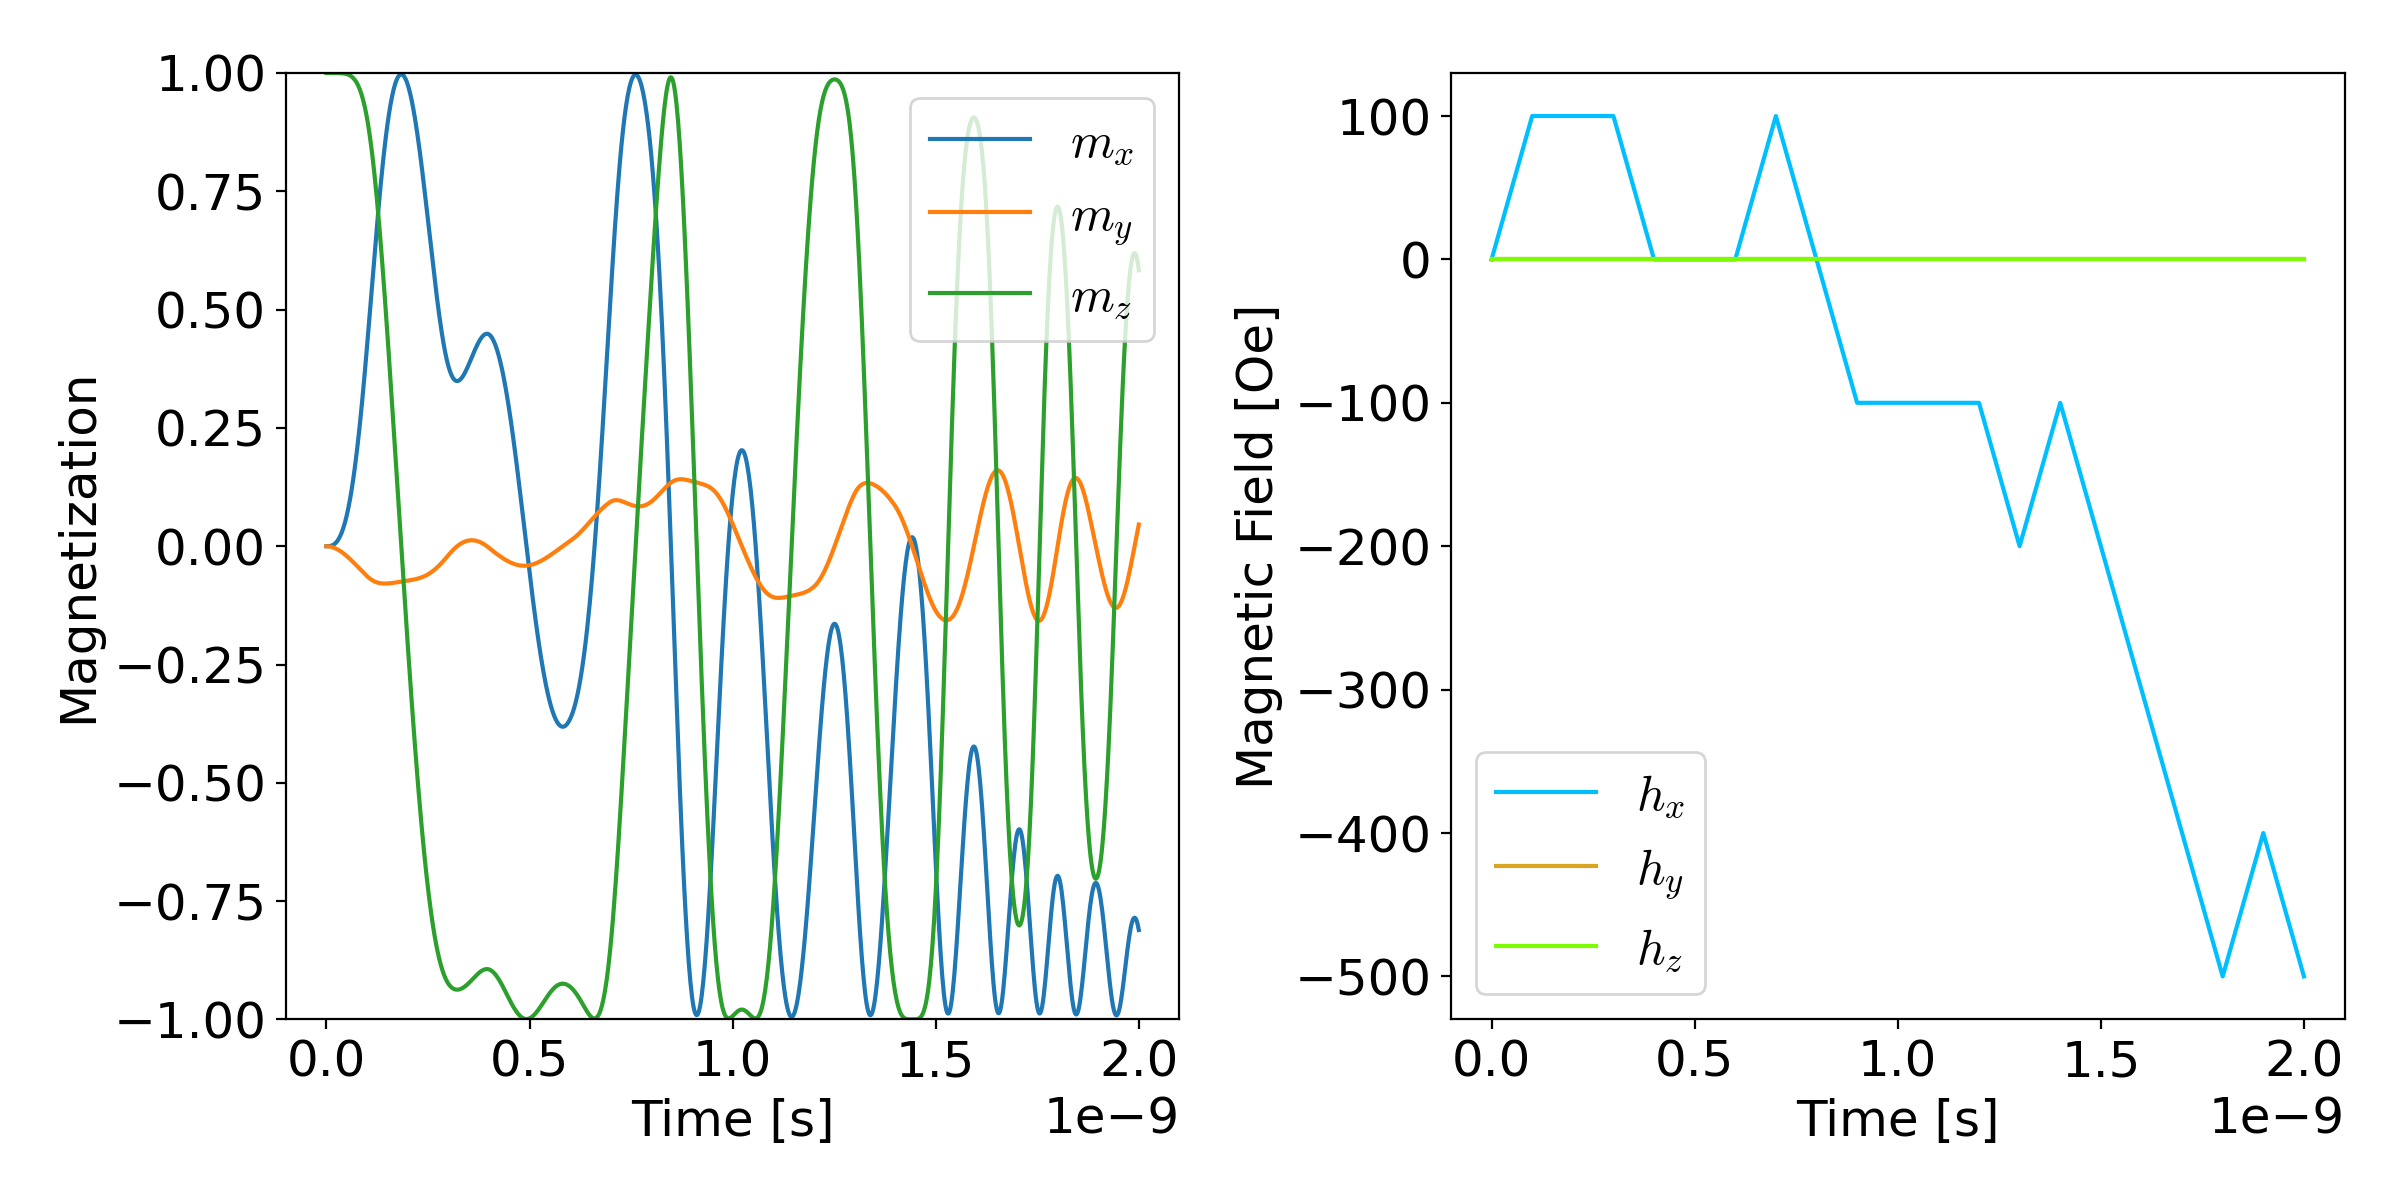 Magnetization
1.00
0.75
0.50
0.25
0.00
−0.25
−0.50
−0.75
−1.00
0.0 0.5 1.0 1.5 2.0
Time [s]
1e−9
m_x
m_y
m_z
Magnetic Field [Oe]
100
0
−100
−200
−300
−400
−500
0.0 0.5 1.0 1.5 2.0
Time [s]
1e−9
h_x
h_y
h_z